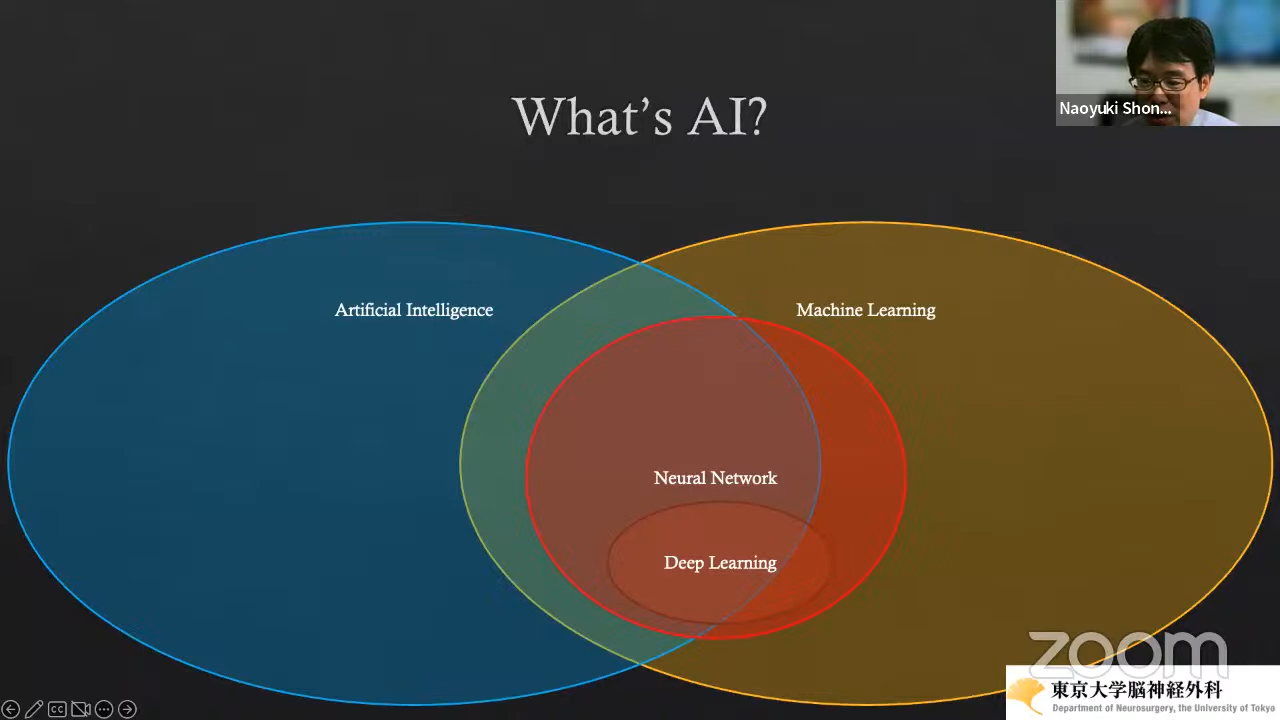 What's AI?
Naoyuki Shon...
Artificial Intelligence
Machine Learning
Neural Network
Deep Learning
zoom
東京大学脳神経外科
Department of Neurosurgery, the University of Tokyo
CC